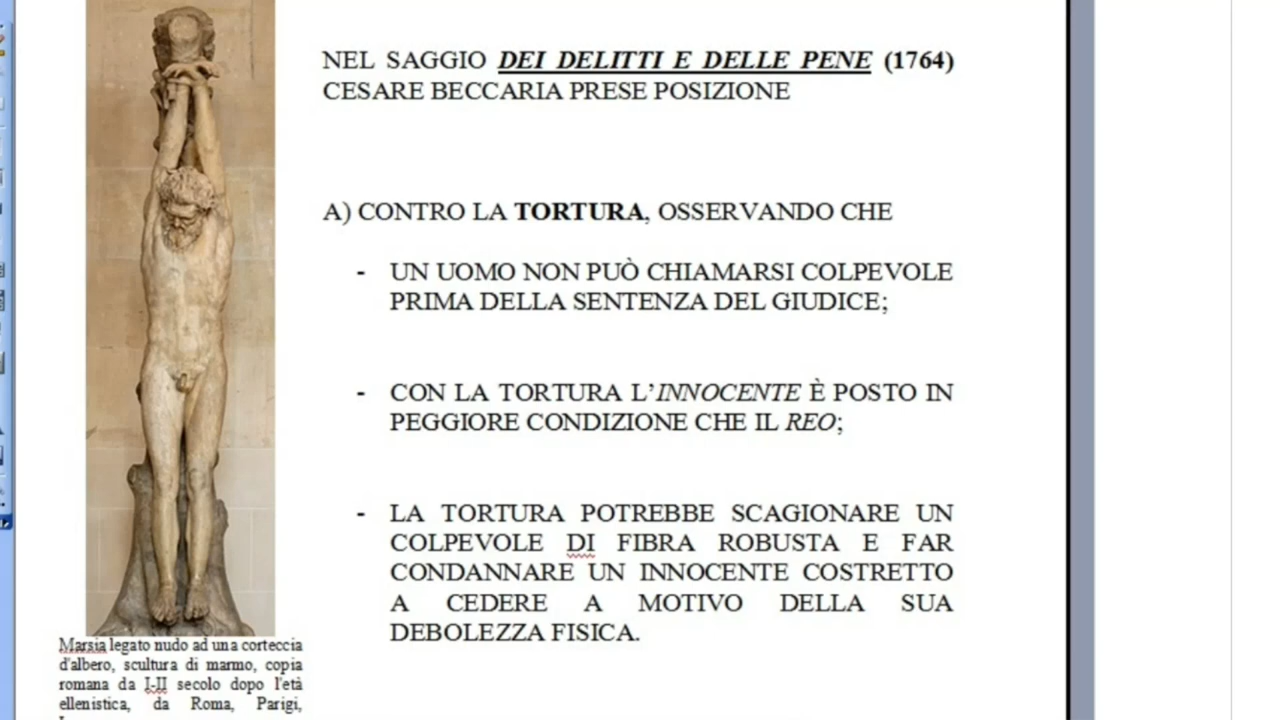 NEL SAGGIO DEI DELITTI E DELLE PENE (1764)
CESARE BECCARIA PRESE POSIZIONE
A) CONTRO LA TORTURA, OSSERVANDO CHE
- UN UOMO NON PUÒ CHIAMARSI COLPEVOLE
PRIMA DELLA SENTENZA DEL GIUDICE;
- CON LA TORTURA L'INNOCENTE È POSTO IN
PEGGIORE CONDIZIONE CHE IL REO;
- LA TORTURA POTREBBE SCAGIONARE UN
COLPEVOLE DI FIBRA ROBUSTA E FAR
CONDANNARE UN INNOCENTE COSTRETTO
A CEDERE A MOTIVO DELLA SUA
DEBOLEZZA FISICA.
Marsia legato nudo ad una corteccia
d'albero, scultura di marmo, copia
romana da I-II secolo dopo l'età
ellenistica, da Roma, Parigi,